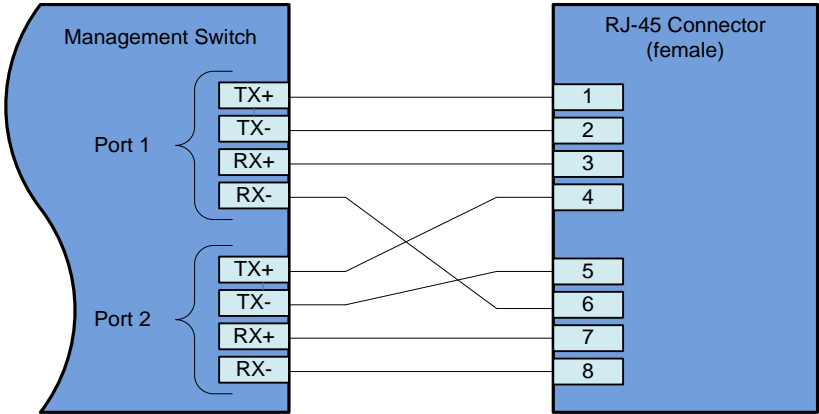 Management Switch
Port 1
TX+
TX-
RX+
RX-
Port 2
TX+
TX-
RX+
RX-
RJ-45 Connector
(female)
1
2
3
4
5
6
7
8